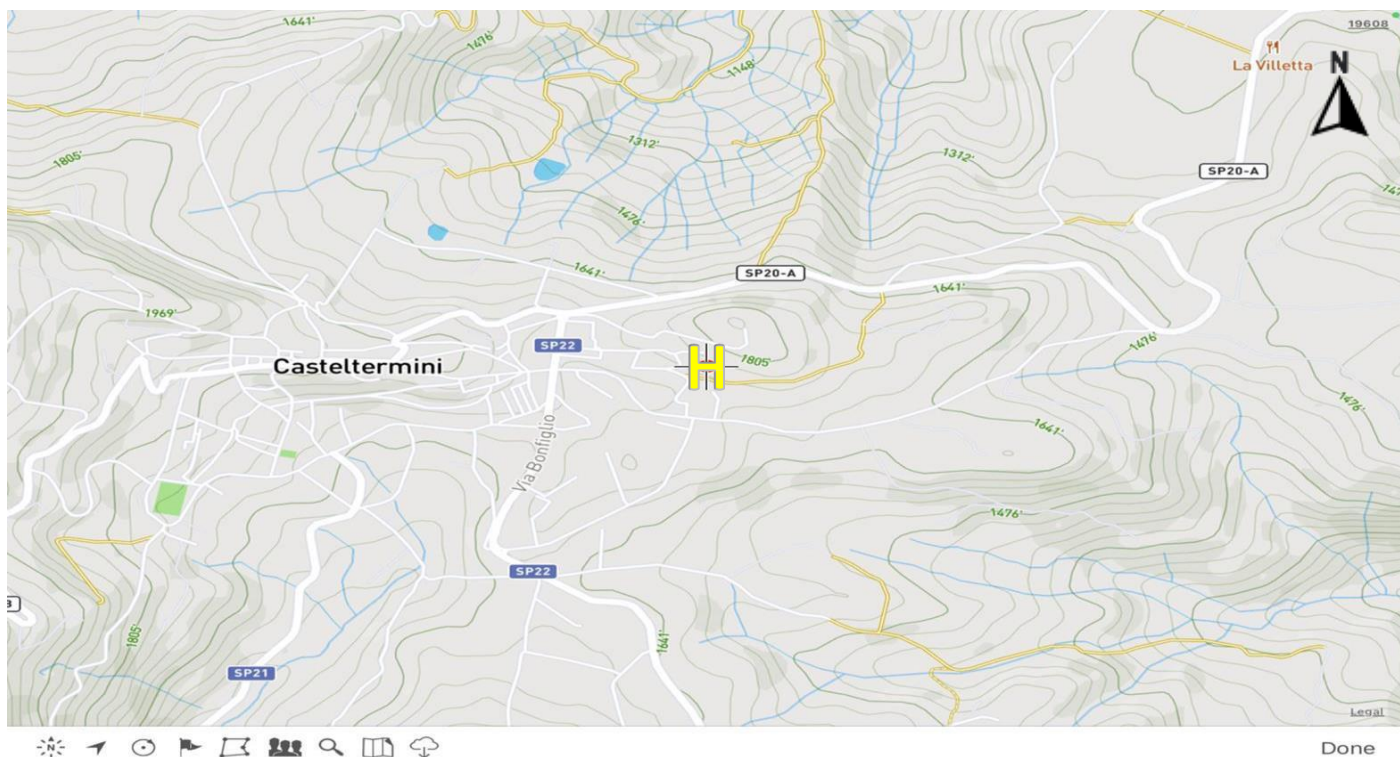 1641'
19608
1476'
La Villetta
N
1148'
1312'
1312'
1805'
SP20-A
1476'
SP20-A
1641'
1641'
1969'
SP22
1476'
Casteltermini
1805'
H
1476'
1641'
Via Bonfiglio
1476'
SP22
1805'
1641'
SP21
Legal
N
Done